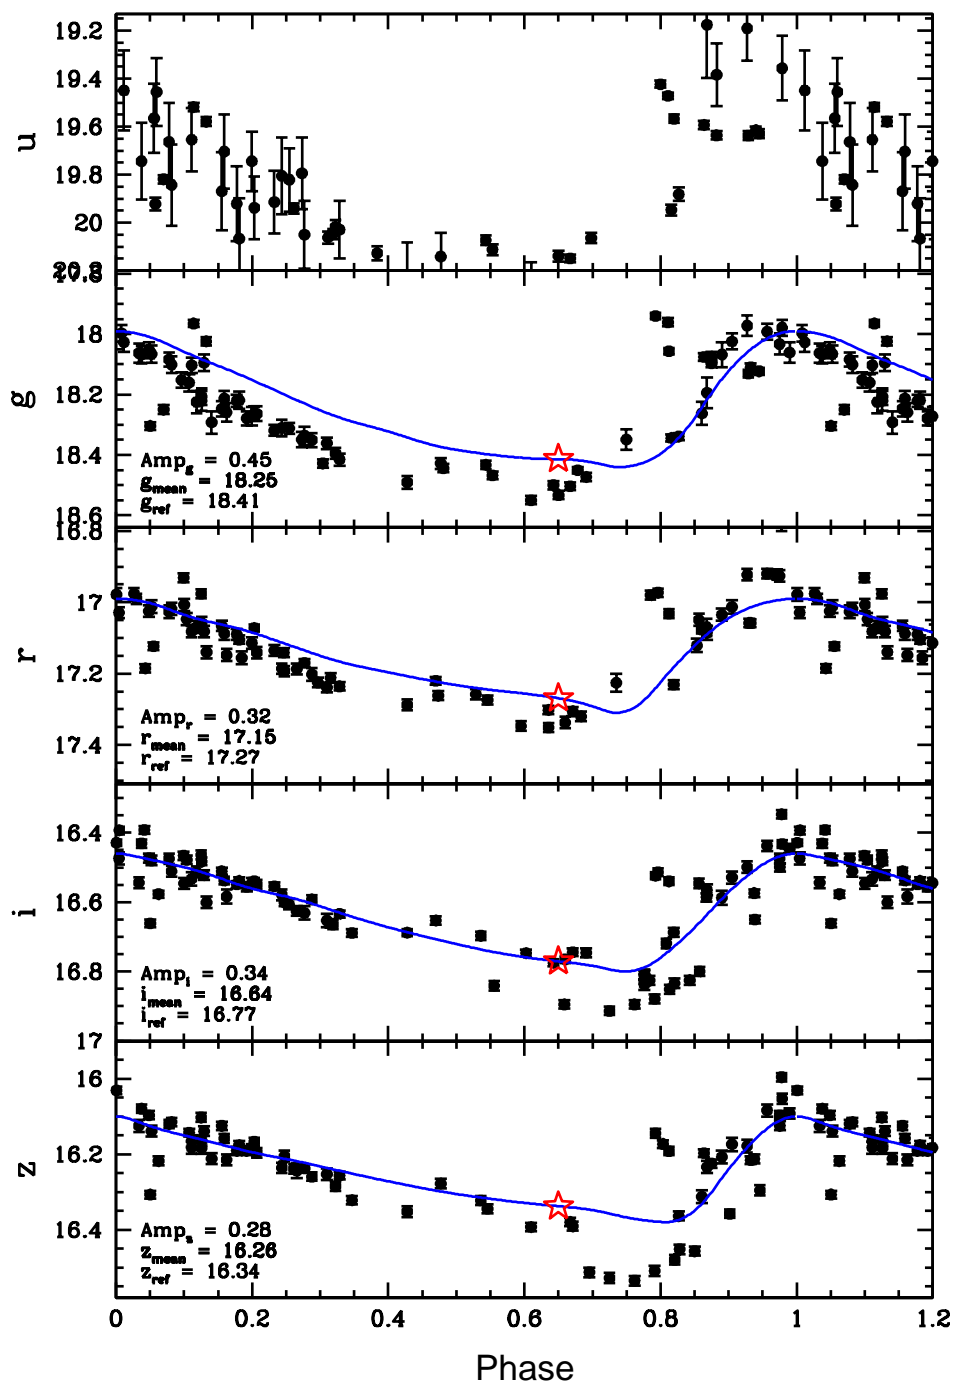 19.2
19.4
19.6
19.8
20
20.2
u
17.8
18
18.2
18.4
18.6
g
Amp_g = 0.45
g_mean = 18.25
g_ref = 18.41
16.8
17
17.2
17.4
r
Amp_r = 0.32
r_mean = 17.15
r_ref = 17.27
16.4
16.6
16.8
17
i
Amp_i = 0.34
i_mean = 16.64
i_ref = 16.77
16
16.2
16.4
z
Amp_z = 0.28
z_mean = 16.26
z_ref = 16.34
0 0.2 0.4 0.6 0.8 1 1.2
Phase